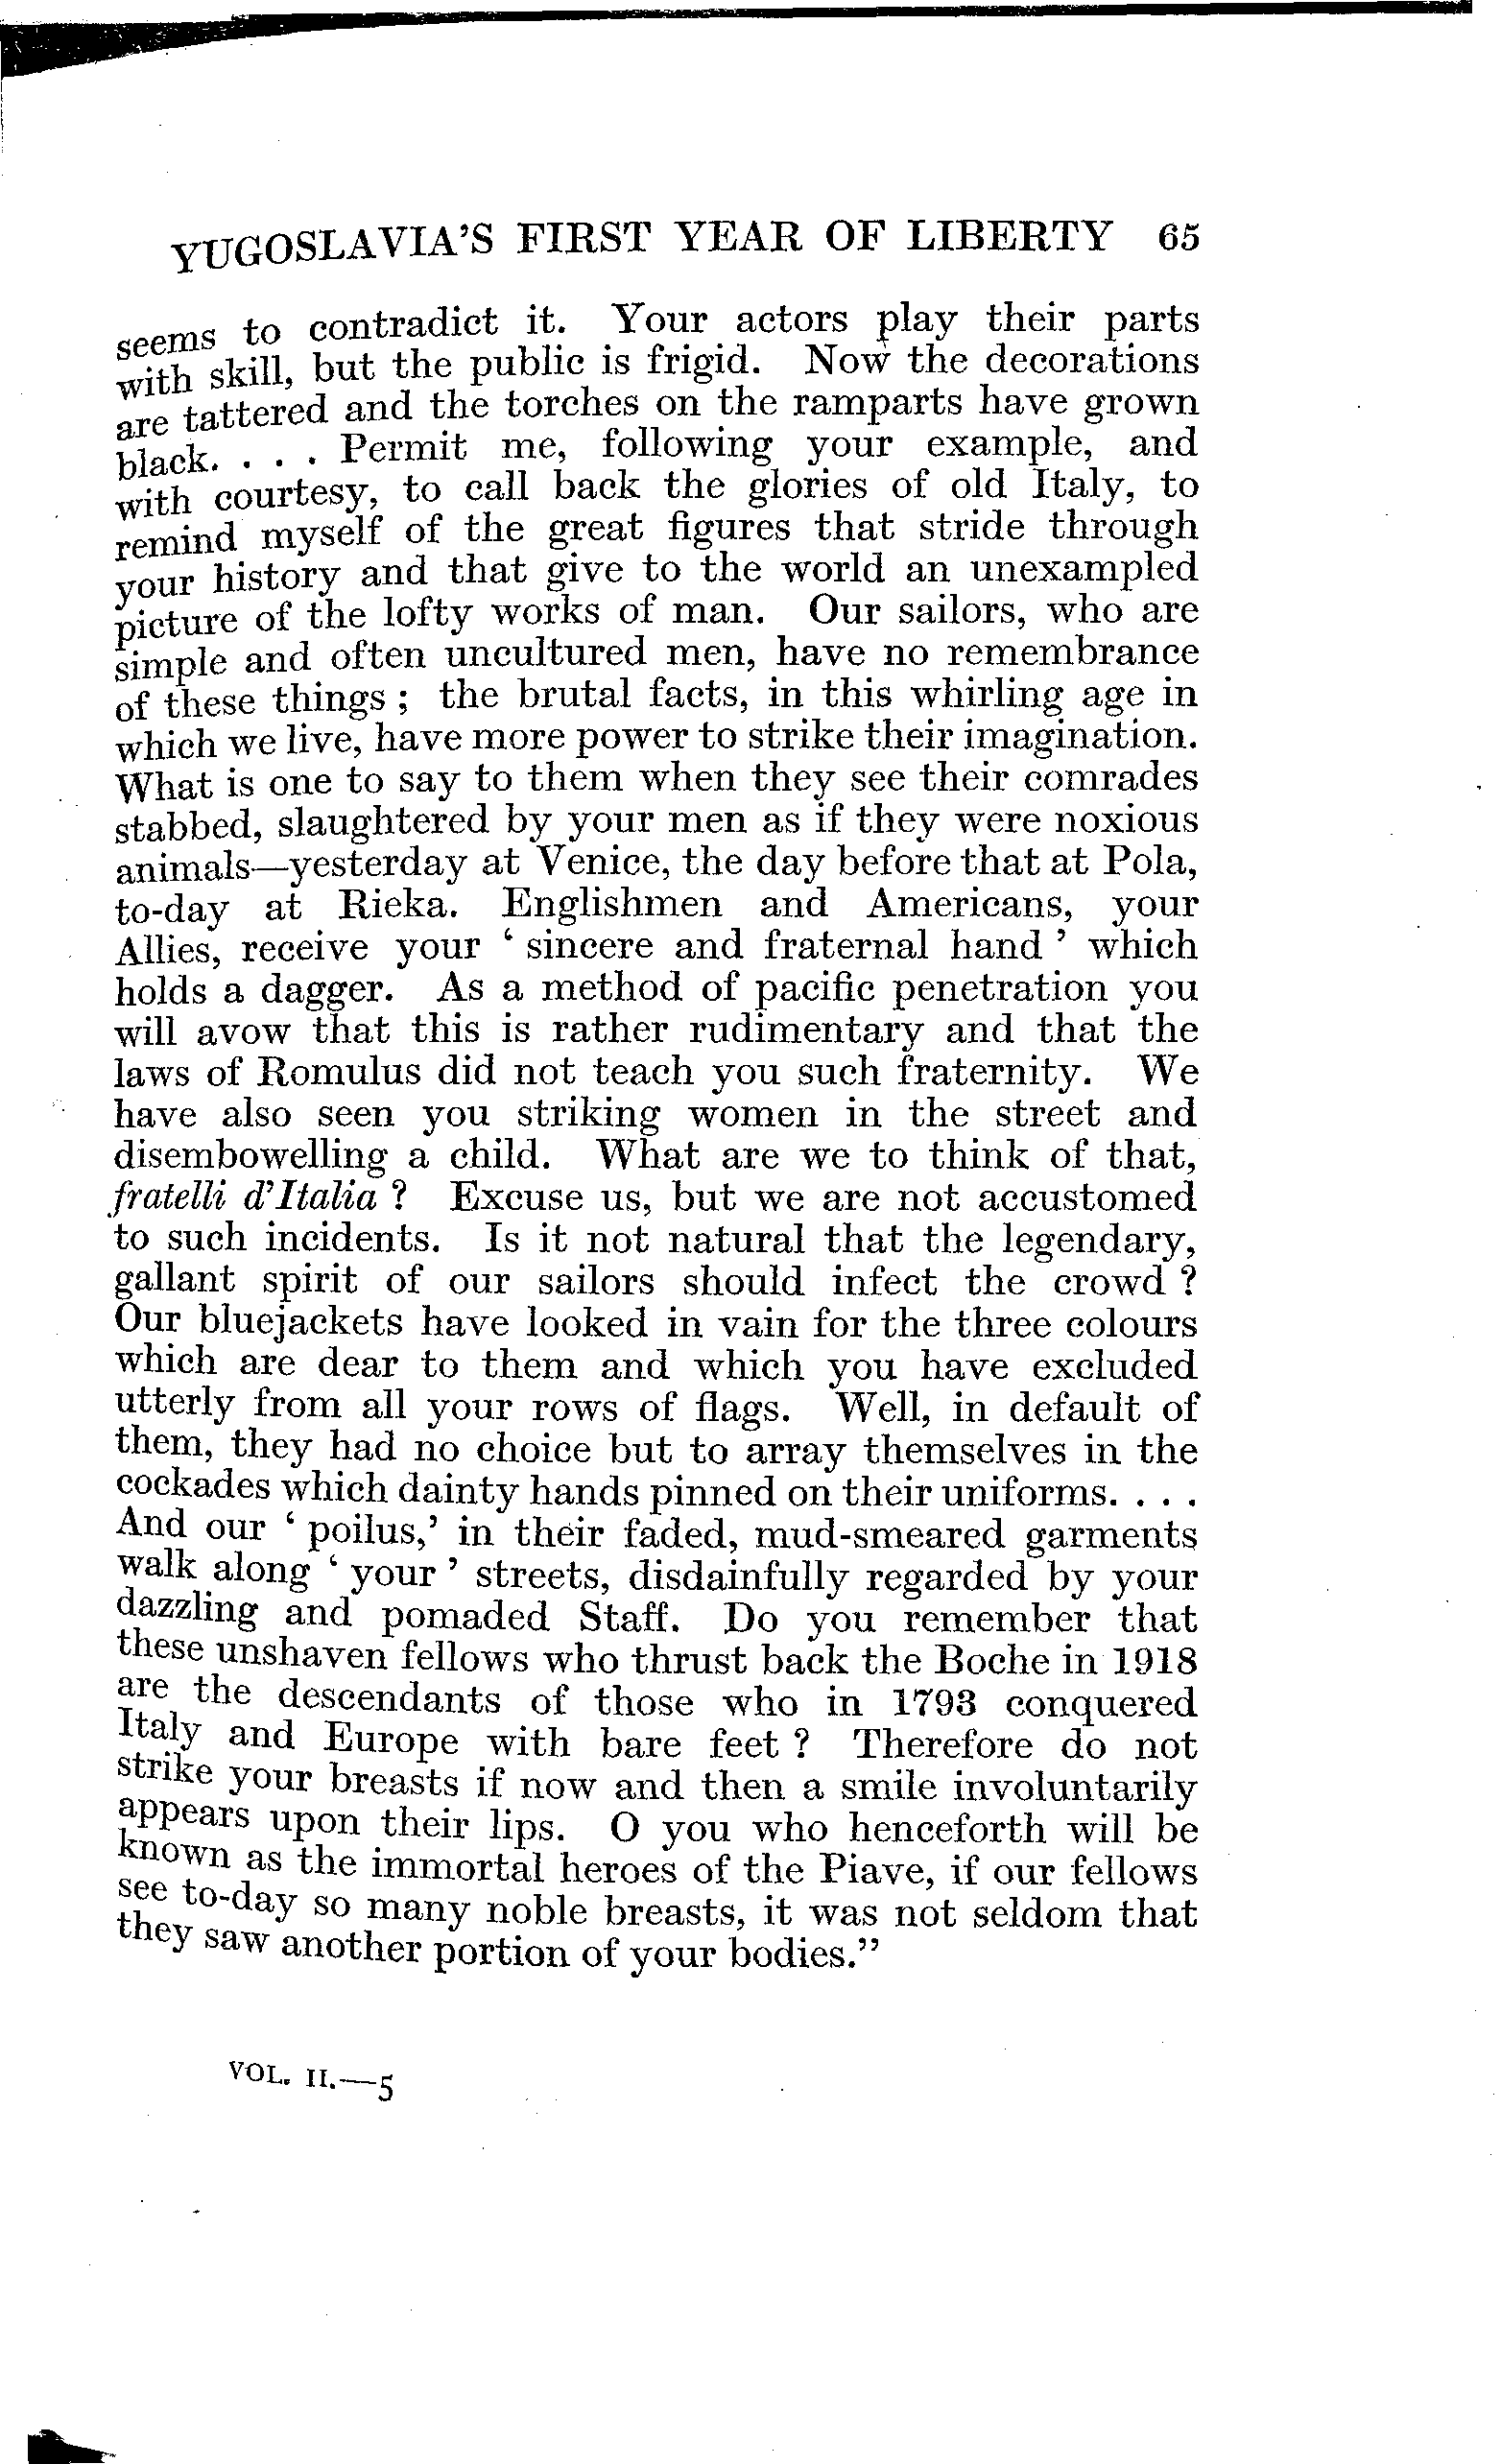 YUGOSLAVIA'S FIRST YEAR OF LIBERTY 65
seems to contradict it. Your actors play their parts
with skill, but the public is frigid. Now the decorations
are tattered and the torches on the ramparts have grown
black. . . . Permit me, following your example, and
with courtesy, to call back the glories of old Italy, to
remind myself of the great figures that stride through
your history and that give to the world an unexampled
picture of the lofty works of man. Our sailors, who are
simple and often uncultured men, have no remembrance
of these things ; the brutal facts, in this whirling age in
which we live, have more power to strike their imagination.
What is one to say to them when they see their comrades
stabbed, slaughtered by your men as if they were noxious
animals—yesterday at Venice, the day before that at Pola,
to-day at Rieka. Englishmen and Americans, your
Allies, receive your ‘ sincere and fraternal hand ’ which
holds a dagger. As a method of pacific penetration you
will avow that this is rather rudimentary and that the
laws of Romulus did not teach you such fraternity. We
have also seen you striking women in the street and
disembowelling a child. What are we to think of that,
fratelli d'Italia ? Excuse us, but we are not accustomed
to such incidents. Is it not natural that the legendary,
gallant spirit of our sailors should infect the crowd ?
Our bluejackets have looked in vain for the three colours
which are dear to them and which you have excluded
utterly from all your rows of flags. Well, in default of
them, they had no choice but to array themselves in the
cockades which dainty hands pinned on their uniforms. . . .
And our ‘ poilus,’ in their faded, mud-smeared garments
walk along ‘ your ’ streets, disdainfully regarded by your
dazzling and pomaded Staff. Do you remember that
these unshaven fellows who thrust back the Boche in 1918
are the descendants of those who in 1793 conquered
Italy and Europe with bare feet ? Therefore do not
strike your breasts if now and then a smile involuntarily
appears upon their lips. O you who henceforth will be
known as the immortal heroes of the Piave, if our fellows
see to-day so many noble breasts, it was not seldom that
they saw another portion of your bodies.”
VOL. II.—5